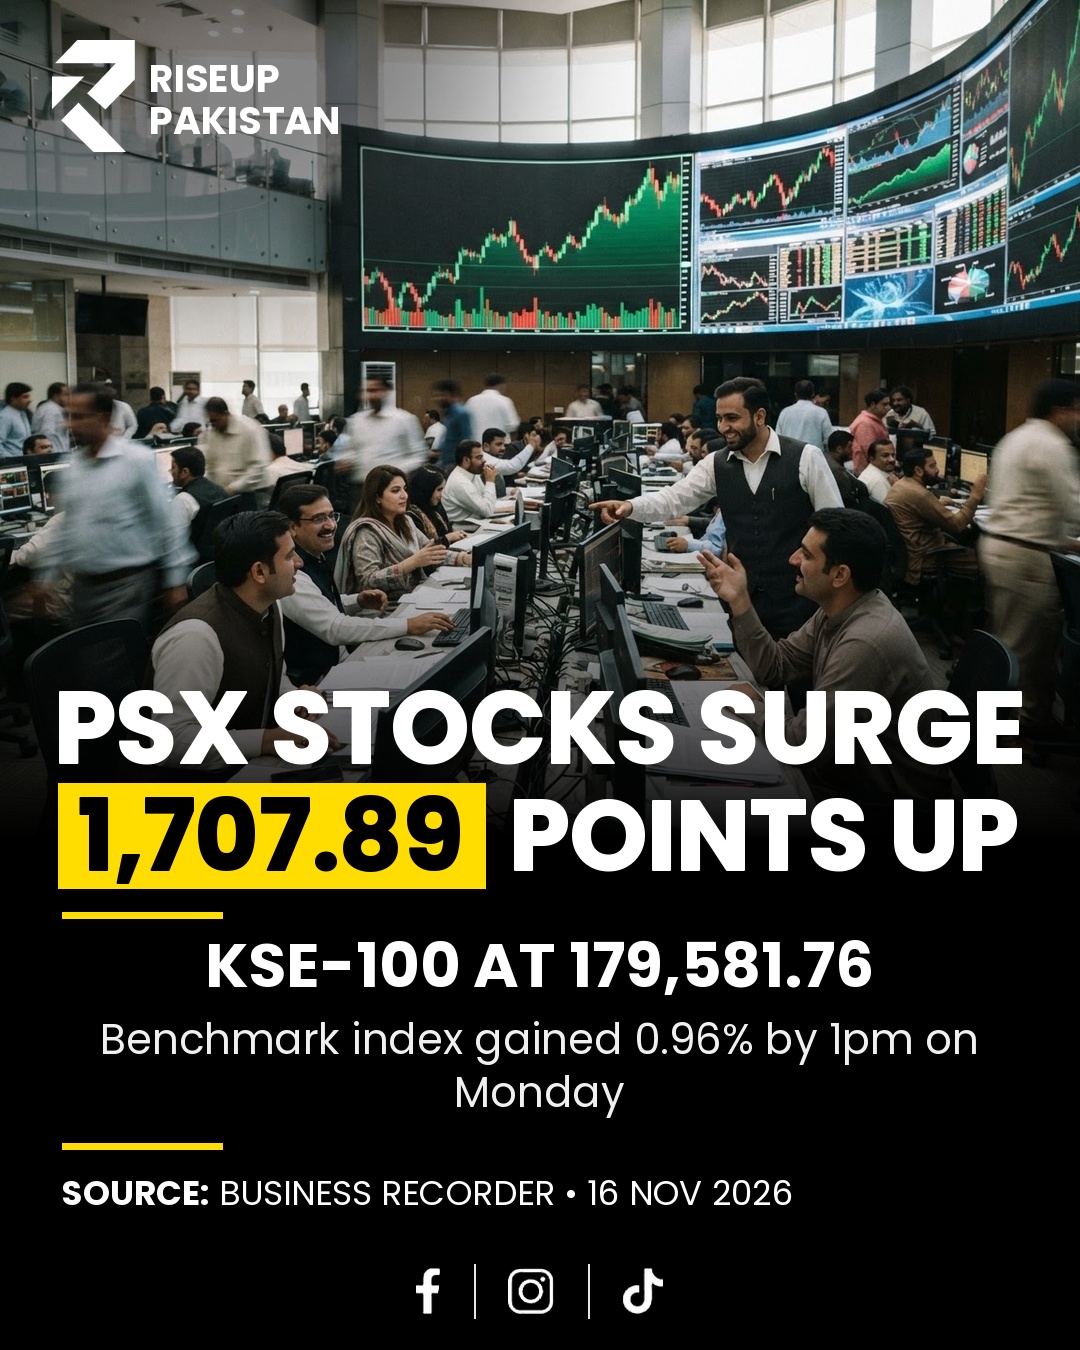 RISEUP
PAKISTAN
PSX STOCKS SURGE
1,707.89 POINTS UP
KSE-100 AT 179,581.76
Benchmark index gained 0.96% by 1pm on
Monday
SOURCE: BUSINESS RECORDER • 16 NOV 2026